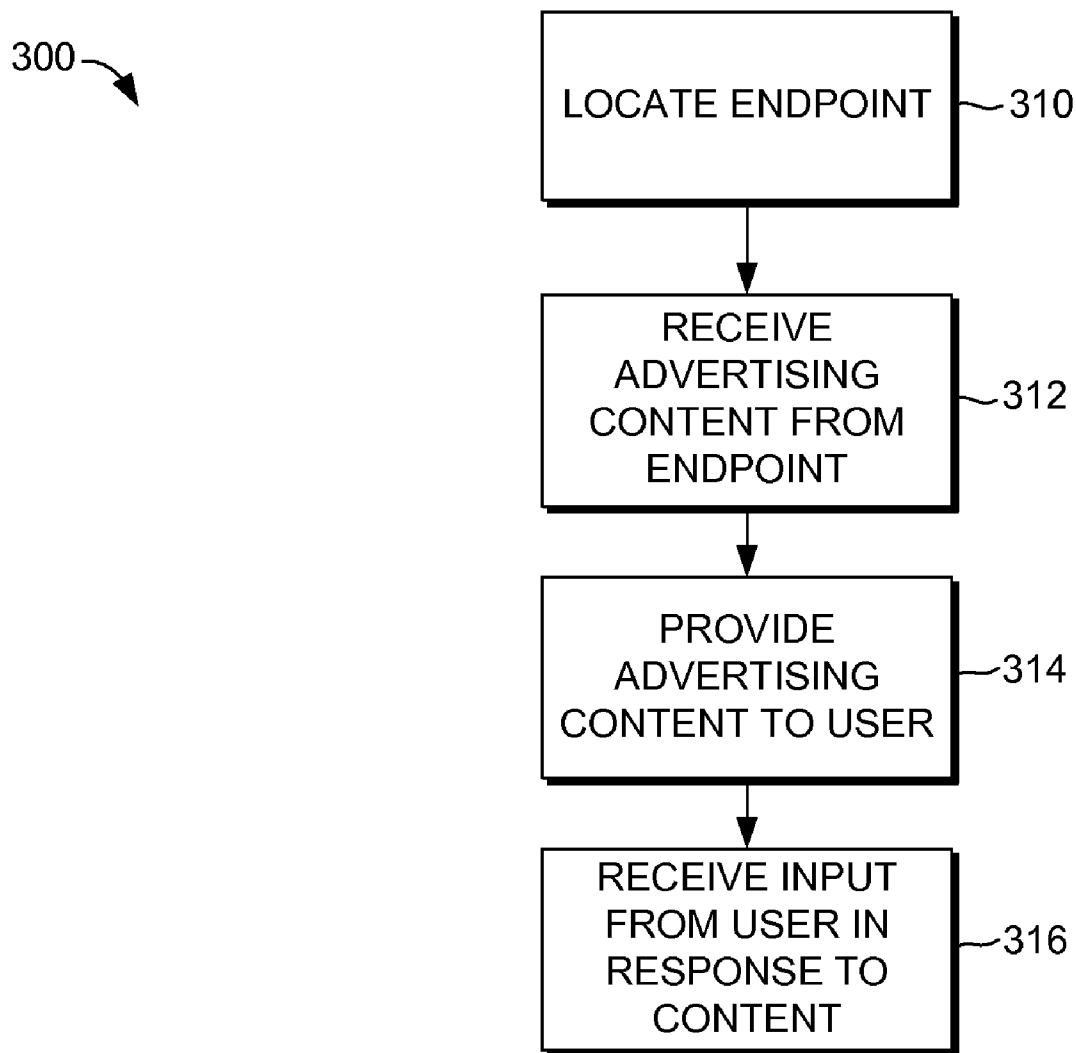 300
LOCATE ENDPOINT
310
RECEIVE
ADVERTISING
CONTENT FROM
ENDPOINT
312
PROVIDE
ADVERTISING
CONTENT TO USER
314
RECEIVE INPUT
FROM USER IN
RESPONSE TO
CONTENT
316